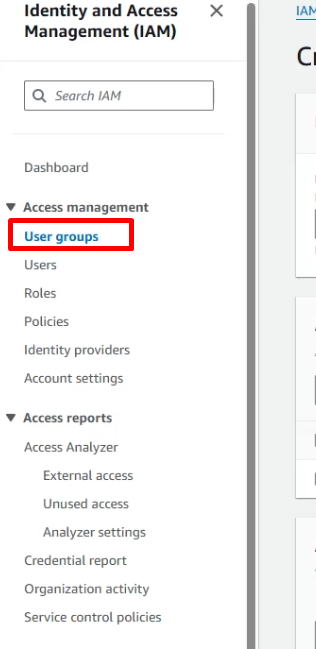 Identity and Access
Management (IAM)
IAM
Search IAM
Dashboard
Access management
User groups
Users
Roles
Policies
Identity providers
Account settings
Access reports
Access Analyzer
External access
Unused access
Analyzer settings
Credential report
Organization activity
Service control policies